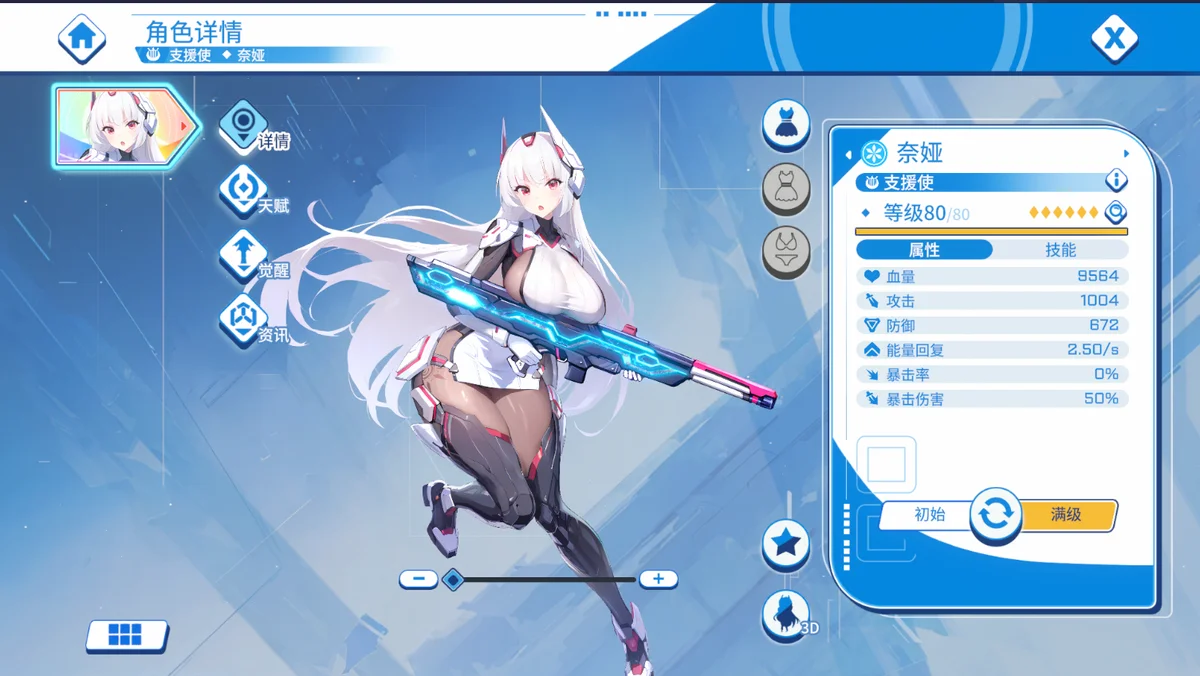 角色详情
支援使 ◆ 奈娅
详情
天赋
觉醒
资讯
奈娅
支援使
等级80/80
属性 技能
血量 9564
攻击 1004
防御 672
能量回复 2.50/s
暴击率 0%
暴击伤害 50%
初始 满级
3D